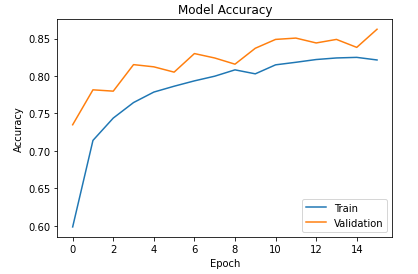 Model Accuracy
Accuracy
0.85
0.80
0.75
0.70
0.65
0.60
Train
Validation
0 2 4 6 8 10 12 14
Epoch